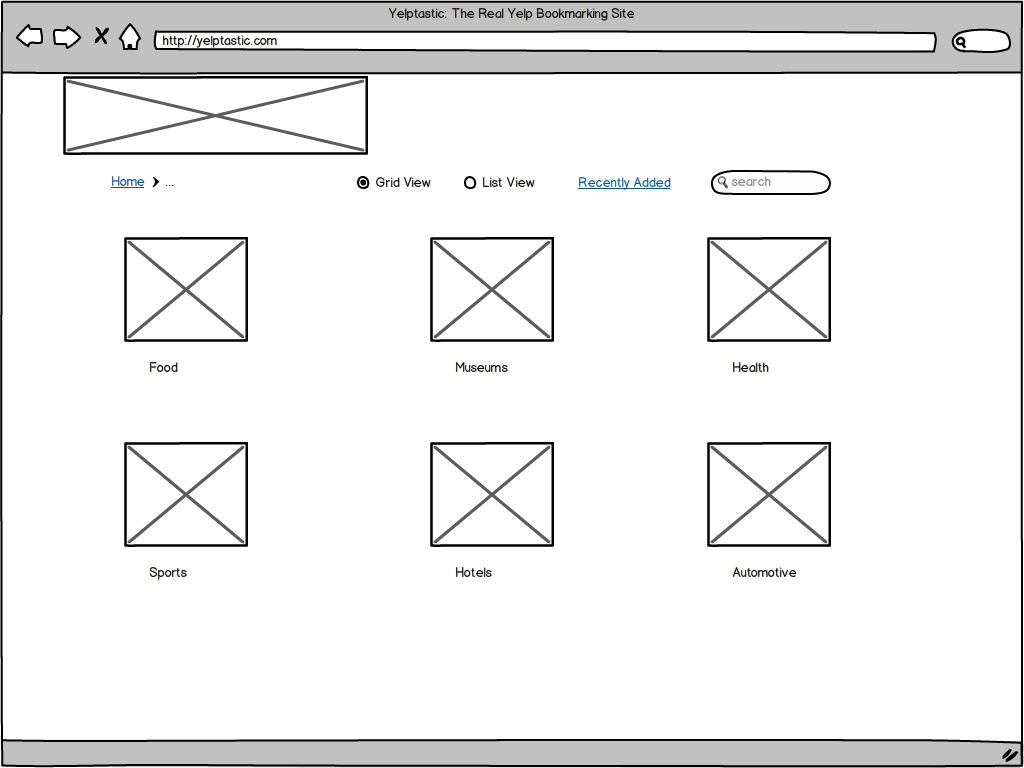 Yelptastic: The Real Yelp Bookmarking Site
http://yelptastic.com
Home ...
Grid View
List View
Recently Added
search
Food
Museums
Health
Sports
Hotels
Automotive